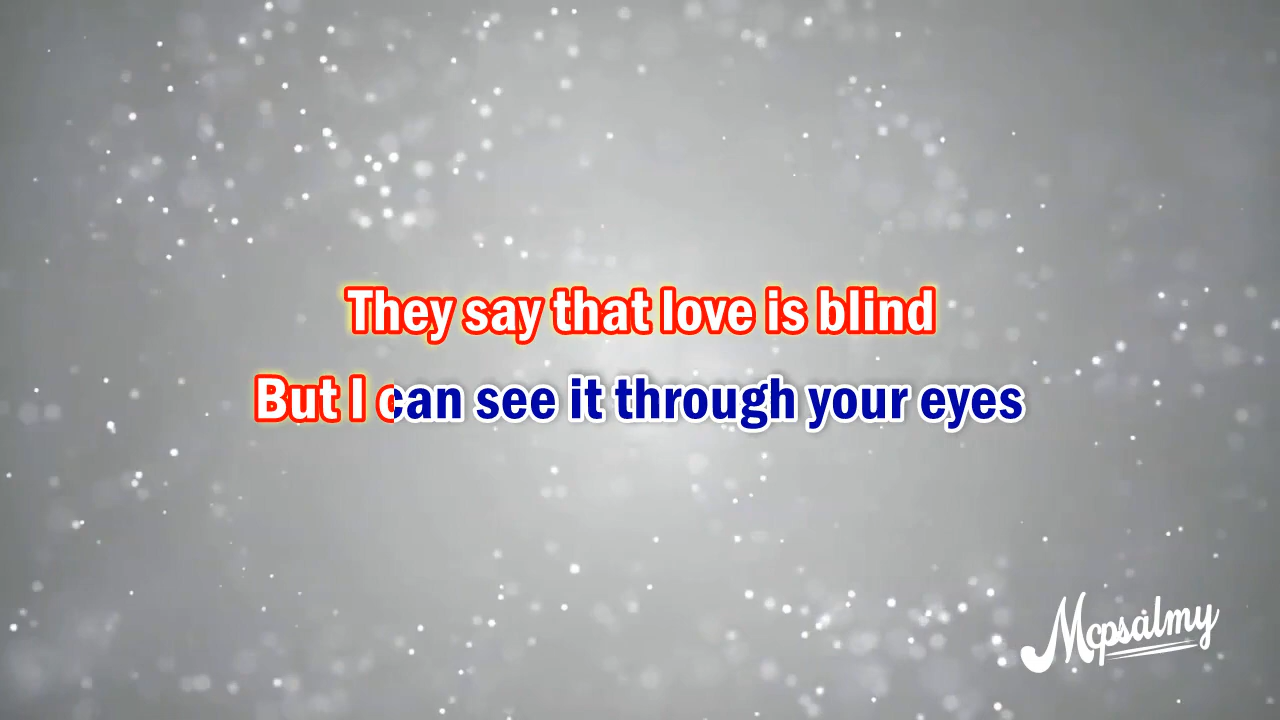 They say that love is blind
But I can see it through your eyes
Mcpsalmy